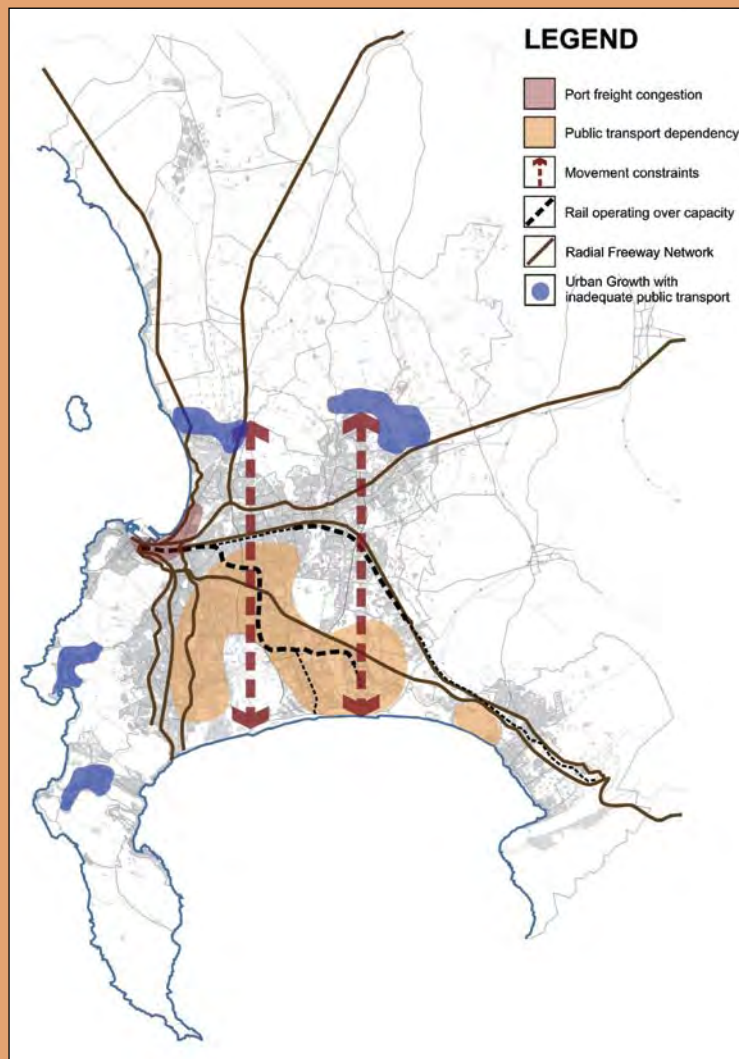 LEGEND
Port freight congestion
Public transport dependency
Movement constraints
Rail operating over capacity
Radial Freeway Network
Urban Growth with
inadequate public transport